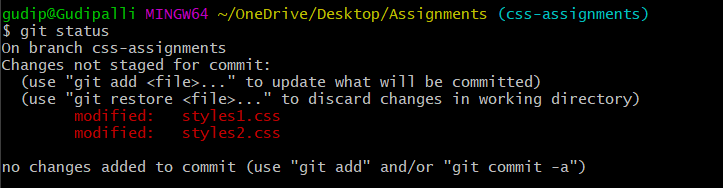 gudip@Gudipalli MINGW64 ~/OneDrive/Desktop/Assignments (css-assignments)
$ git status
On branch css-assignments
Changes not staged for commit:
  (use "git add <file>..." to update what will be committed)
  (use "git restore <file>..." to discard changes in working directory)
        modified:   styles1.css
        modified:   styles2.css

no changes added to commit (use "git add" and/or "git commit -a")